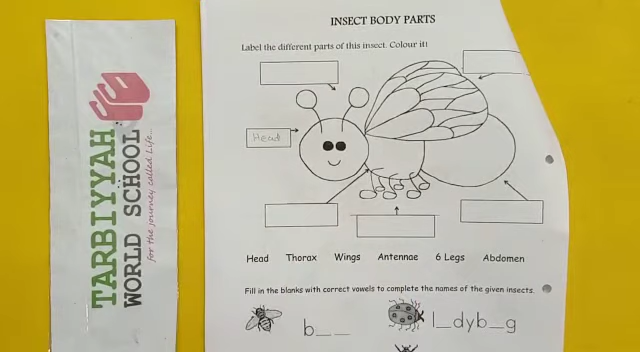 TARBIYYAH
WORLD SCHOOL
for the journey called Life...
INSECT BODY PARTS
Label the different parts of this insect. Colour it!
Head
Head Thorax Wings Antennae 6 Legs Abdomen
Fill in the blanks with correct vowels to complete the names of the given insects.
b_ _
l_dyb_g